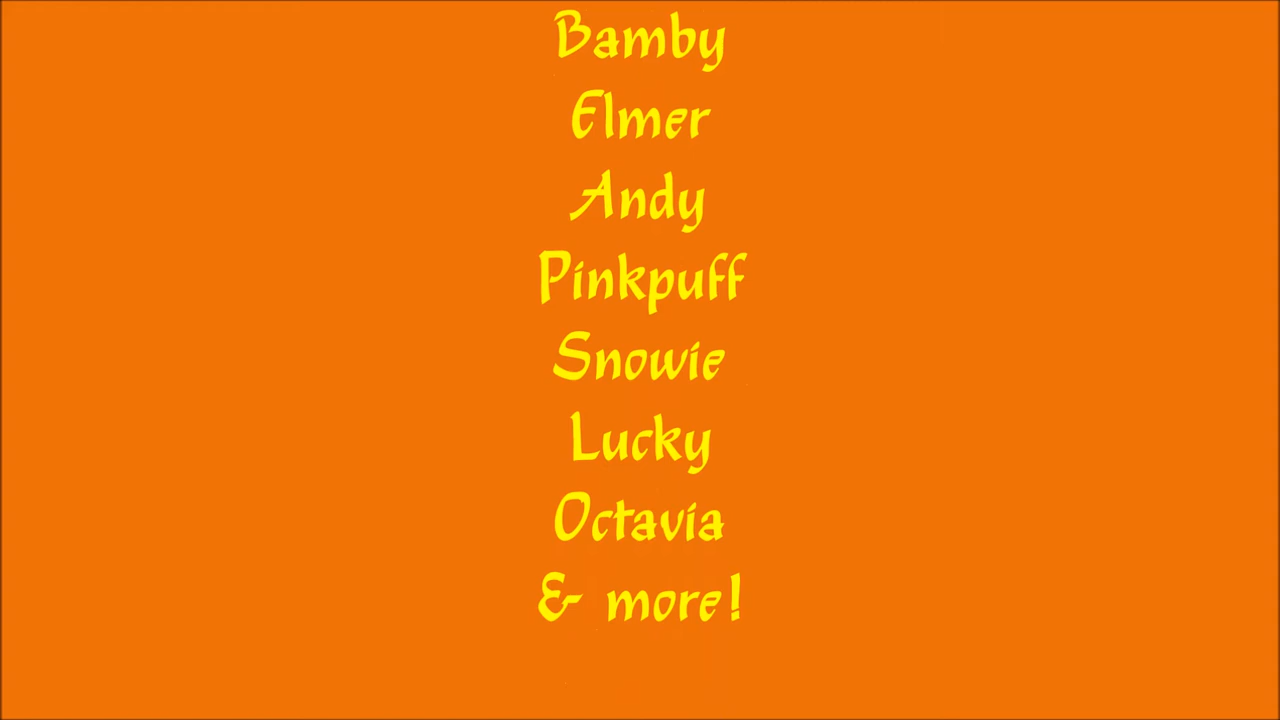 Bamby
Elmer
Andy
Pinkpuff
Snowie
Lucky
Octavia
& more!